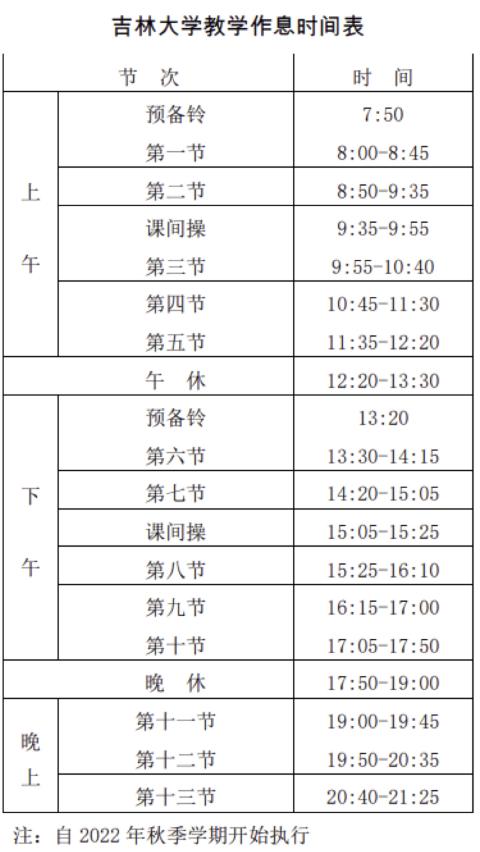 吉林大学教学作息时间表
节 次 时 间
上午
预备铃 7:50
第一节 8:00-8:45
第二节 8:50-9:35
课间操 9:35-9:55
第三节 9:55-10:40
第四节 10:45-11:30
第五节 11:35-12:20
午 休 12:20-13:30
下午
预备铃 13:20
第六节 13:30-14:15
第七节 14:20-15:05
课间操 15:05-15:25
第八节 15:25-16:10
第九节 16:15-17:00
第十节 17:05-17:50
晚 休 17:50-19:00
晚上
第十一节 19:00-19:45
第十二节 19:50-20:35
第十三节 20:40-21:25
注：自 2022 年秋季学期开始执行